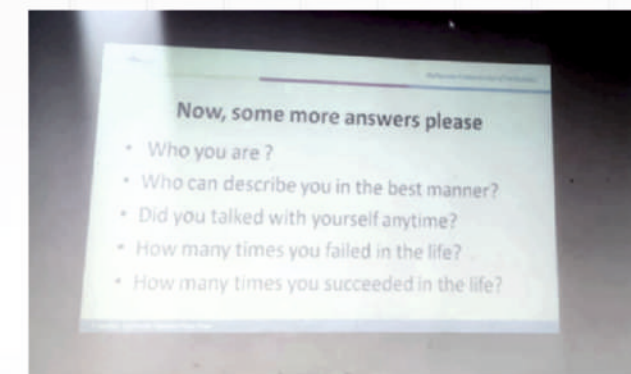 Now, some more answers please
• Who you are ?
• Who can describe you in the best manner?
• Did you talked with yourself anytime?
• How many times you failed in the life?
• How many times you succeeded in the life?